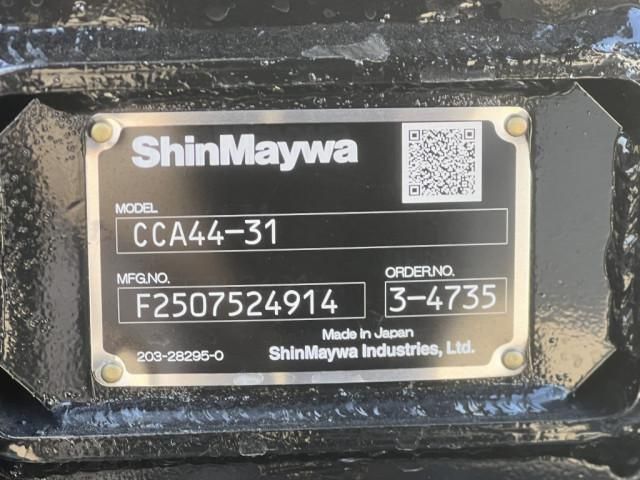 ShinMaywa
MODEL
CCA44-31
MFG.NO.
F2507524914
ORDER.NO.
3-4735
Made in Japan
203-28295-0
ShinMaywa Industries, Ltd.